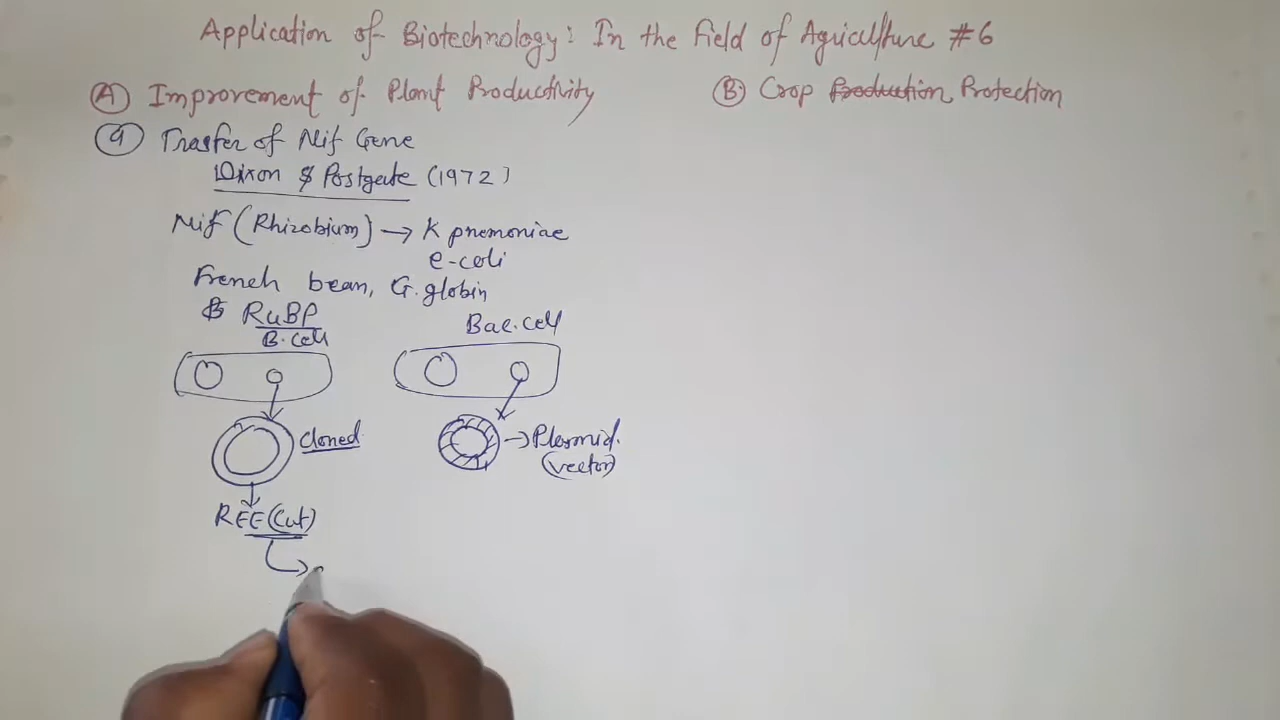 Application of Biotechnology: In the Field of Agriculture #6
(A) Improvement of Plant Productivity
(B) Crop Production Protection
(a) Trasfer of Nif Gene
Dixon & Postgate (1972)
Nif (Rhizobium) → K pnemoniae
e-coli
French bean, G. globin
& RuBP
B. cell
Bac. cell
Cloned
→ Plasmid.
(vector)
REE (Cut)